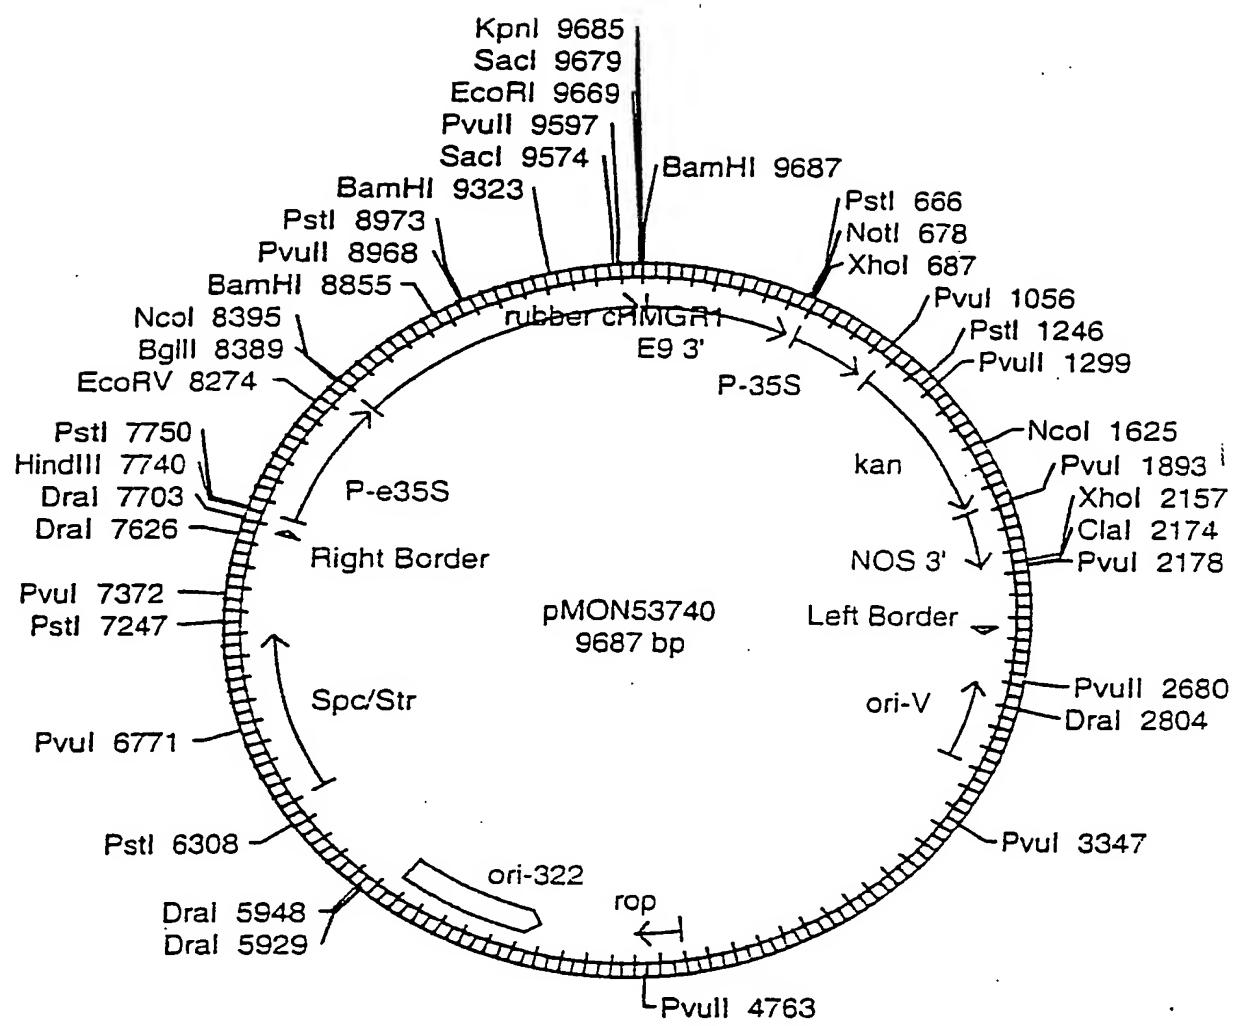 KpnI 9685
SacI 9679
EcoRI 9669
PvuII 9597
SacI 9574
BamHI 9687
BamHI 9323
PstI 8973
PvuII 8968
BamHI 8855
NcoI 8395
BglII 8389
EcoRV 8274
PstI 7750
HindIII 7740
DraI 7703
DraI 7626
PvuI 7372
PstI 7247
PvuI 6771
PstI 6308
DraI 5948
DraI 5929
PstI 666
NotI 678
XhoI 687
PvuI 1056
PstI 1246
PvuII 1299
NcoI 1625
PvuI 1893
XhoI 2157
ClaI 2174
PvuI 2178
PvuII 2680
DraI 2804
PvuI 3347
PvuII 4763
rubber cHMGR1
E9 3'
P-35S
kan
NOS 3'
Left Border
ori-V
rop
ori-322
Spc/Str
Right Border
P-e35S
pMON53740
9687 bp